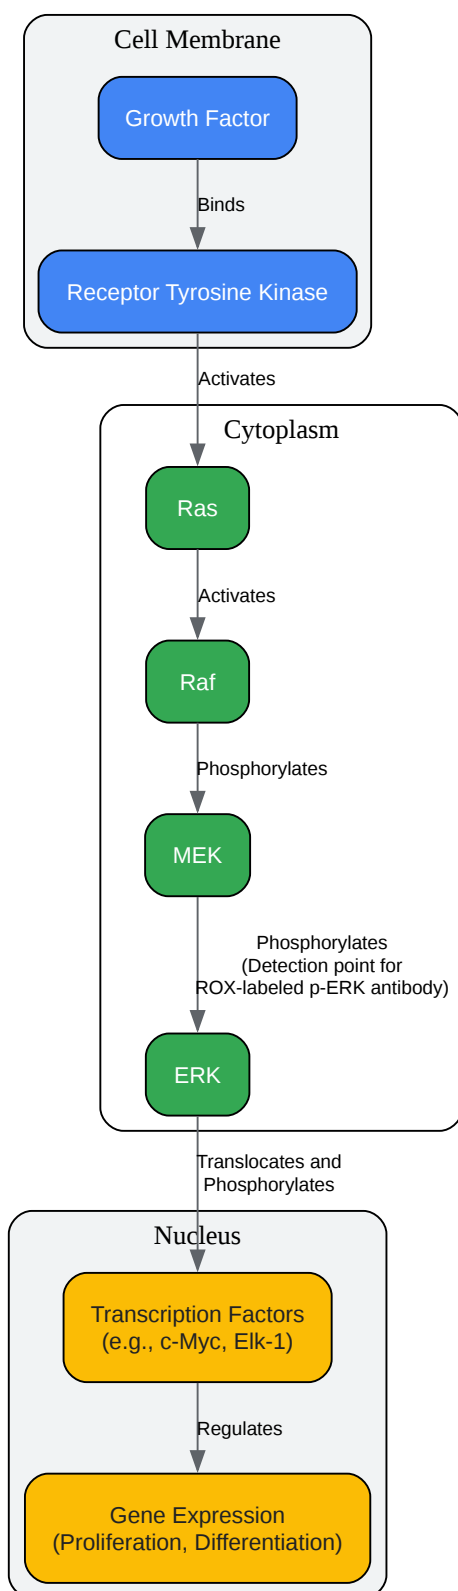 Cell Membrane
Growth Factor
Binds
Receptor Tyrosine Kinase
Activates
Cytoplasm
Ras
Activates
Raf
Phosphorylates
MEK
Phosphorylates
(Detection point for
ROX-labeled p-ERK antibody)
ERK
Translocates and
Phosphorylates
Nucleus
Transcription Factors
(e.g., c-Myc, Elk-1)
Regulates
Gene Expression
(Proliferation, Differentiation)